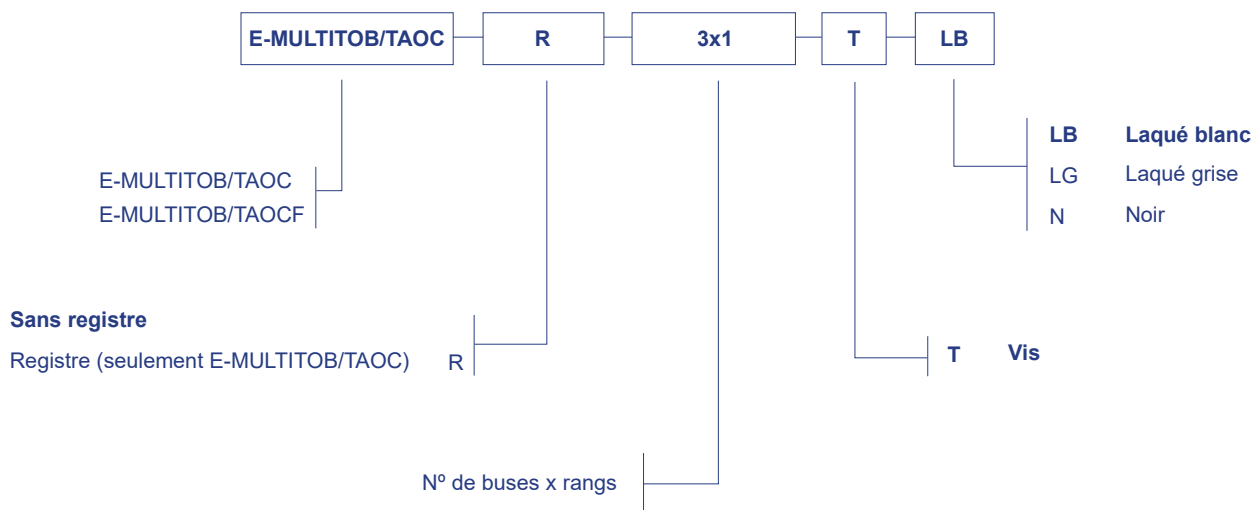 E-MULTITOB/TAOC R 3x1 T LB
LB Laqué blanc
LG Laqué grise
N Noir
E-MULTITOB/TAOC
E-MULTITOB/TAOCF
Sans registre
Registre (seulement E-MULTITOB/TAOC) R
T Vis
Nº de buses x rangs